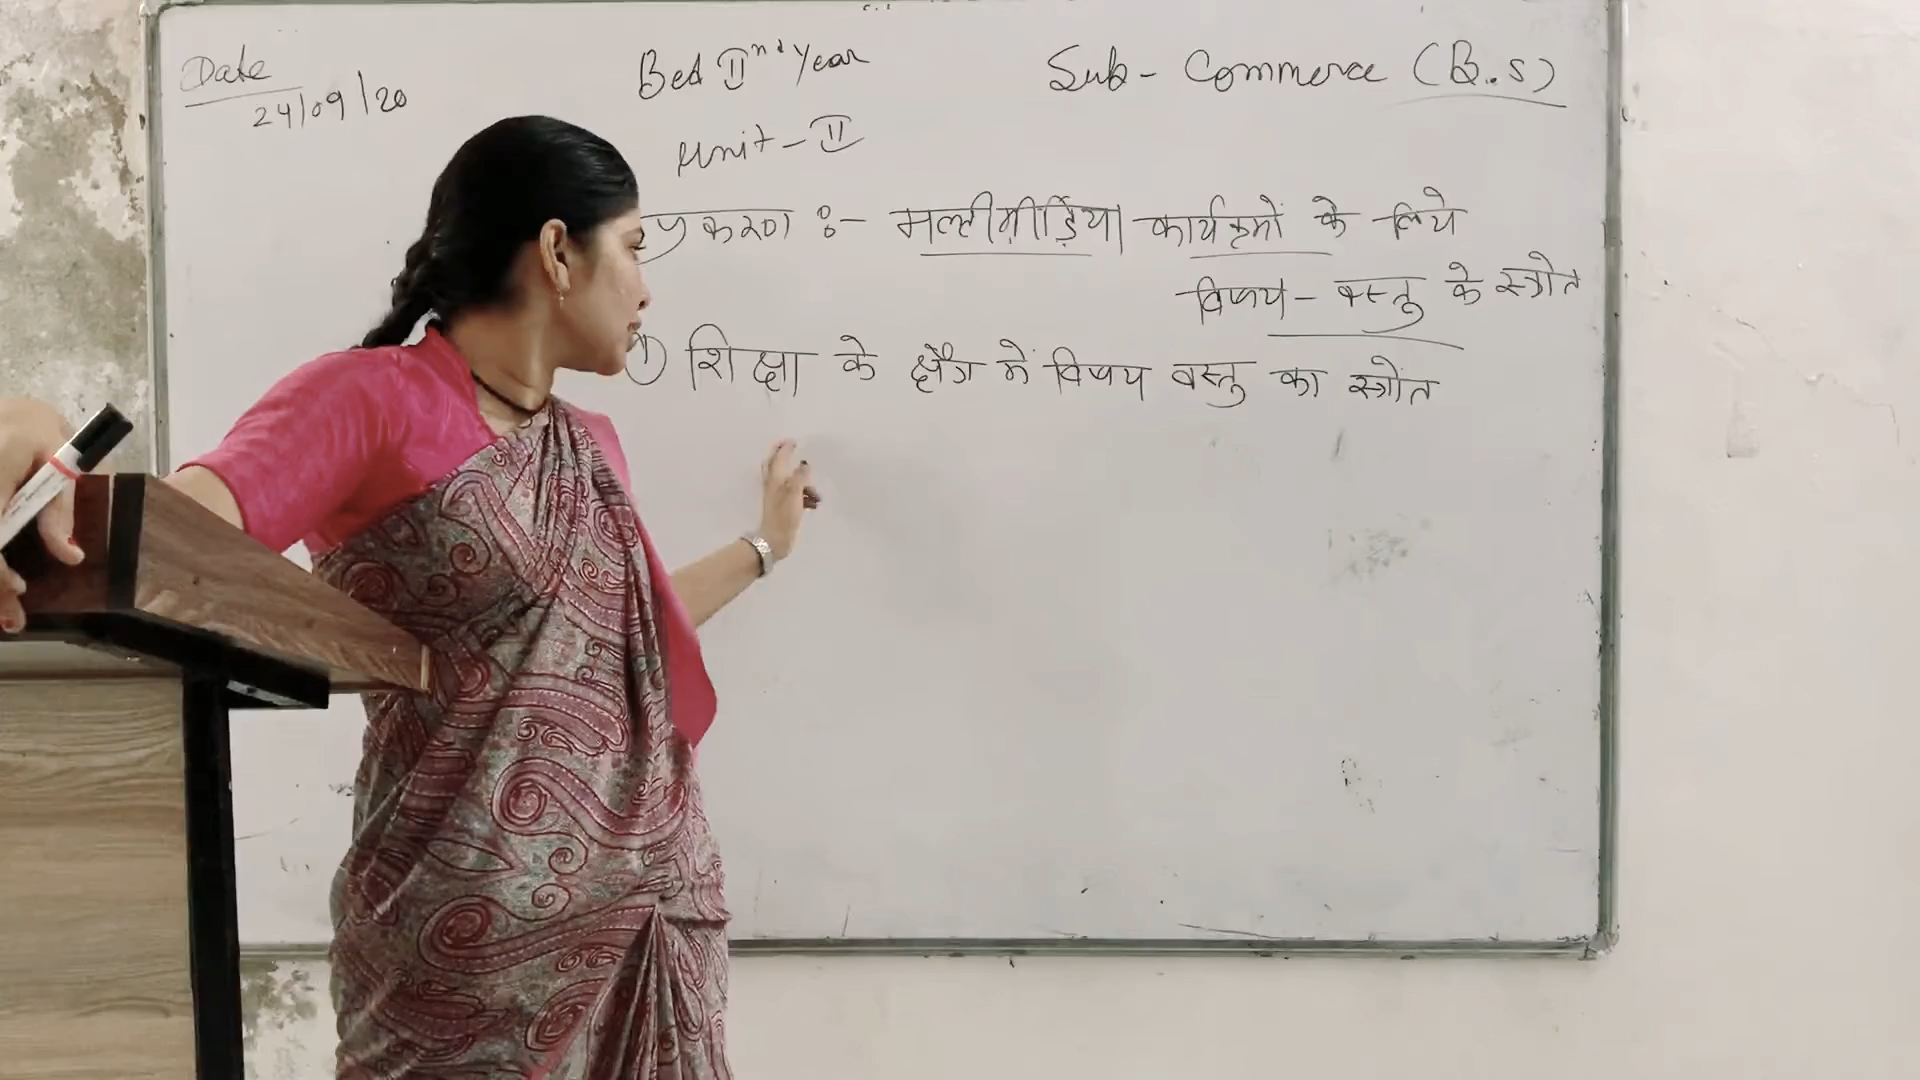 Date
24/09/20
Bed IInd Year
Sub - Commerce (B.S)
Unit - II
प्रकरण :- मल्टीमीड़िया कार्यक्रमों के लिये
विषय - वस्तु के स्त्रोत
① शिक्षा के क्षैत्र में विषय वस्तु का स्त्रोंत